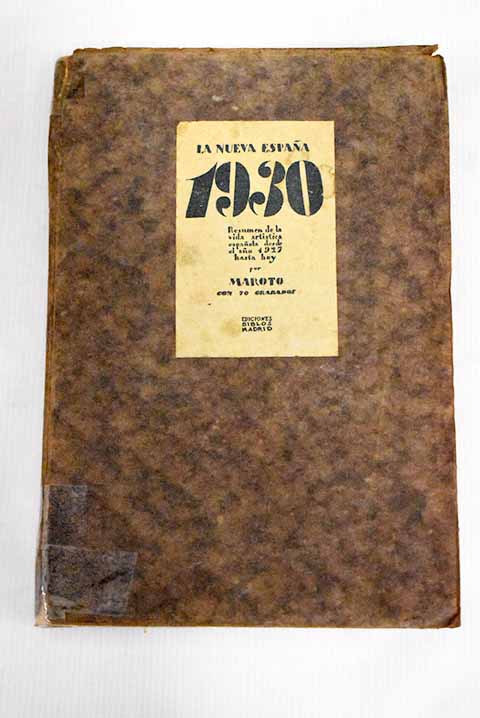 LA NUEVA ESPAÑA
1930
Resumen de la
vida artística
española desde
el año 1927
hasta hoy
por
MAROTO
CON 70 GRABADOS
EDICIONES
BIBLOS
MADRID